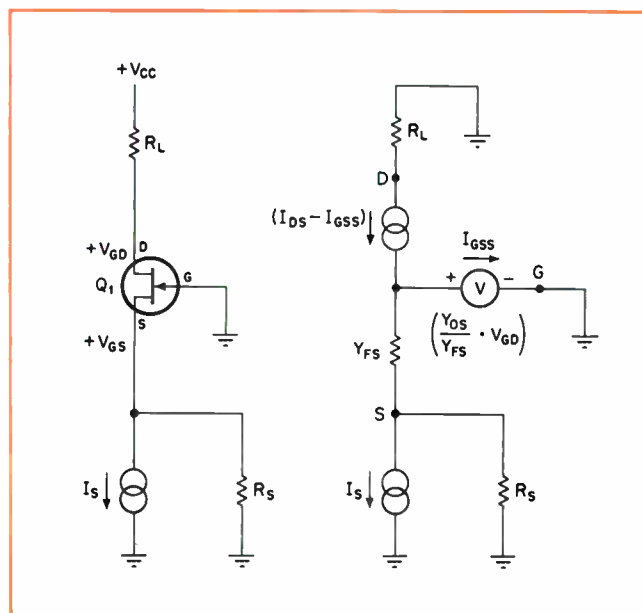 +VCC
RL
+VGD
D
G
Q1
S
+VGS
IS
RS
RL
D
(IDS − IGSS)
IGSS
+
V
−
G
(YOS/YFS · VGD)
YFS
S
IS
RS